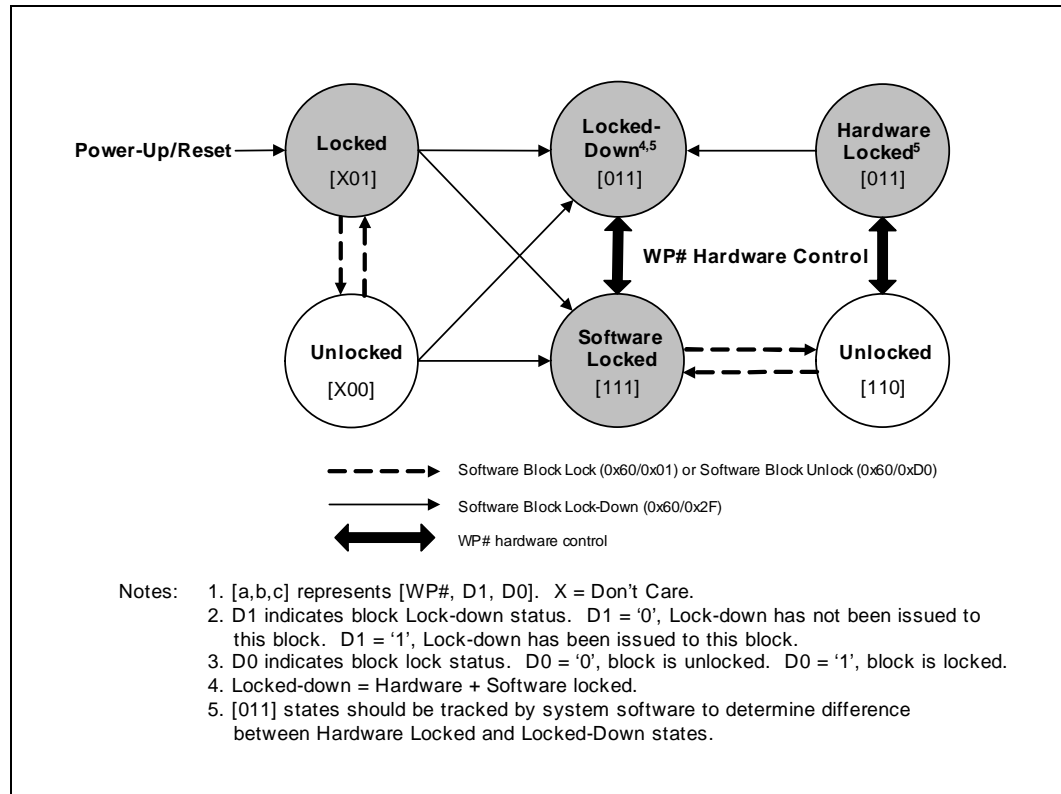 Power-Up/Reset
Locked
[X01]
Locked-
Down4,5
[011]
Hardware
Locked5
[011]
WP# Hardware Control
Unlocked
[X00]
Software
Locked
[111]
Unlocked
[110]
Software Block Lock (0x60/0x01) or Software Block Unlock (0x60/0xD0)
Software Block Lock-Down (0x60/0x2F)
WP# hardware control
Notes: 1. [a,b,c] represents [WP#, D1, D0]. X = Don't Care.
2. D1 indicates block Lock-down status. D1 = ‘0’, Lock-down has not been issued to
this block. D1 = ‘1’, Lock-down has been issued to this block.
3. D0 indicates block lock status. D0 = ‘0’, block is unlocked. D0 = ‘1’, block is locked.
4. Locked-down = Hardware + Software locked.
5. [011] states should be tracked by system software to determine difference
between Hardware Locked and Locked-Down states.